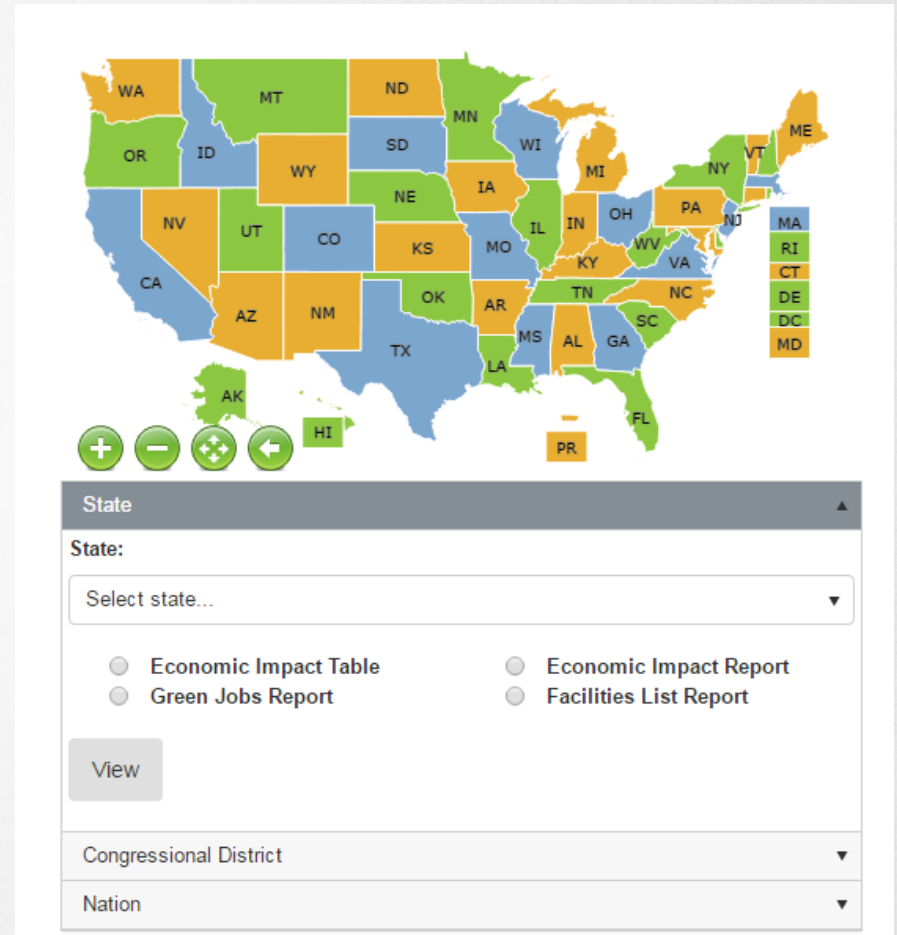 WA
MT
ND
MN
ME
OR
ID
SD
WI
VT
NY
WY
MI
IA
NE
PA
NV
UT
CO
IL
IN
OH
NJ
MA
KS
MO
WV
RI
CA
KY
VA
CT
OK
TN
NC
DE
AZ
NM
AR
SC
DC
TX
MS
AL
GA
MD
LA
AK
FL
HI
PR
State
State:
Select state...
Economic Impact Table Economic Impact Report
Green Jobs Report Facilities List Report
View
Congressional District
Nation